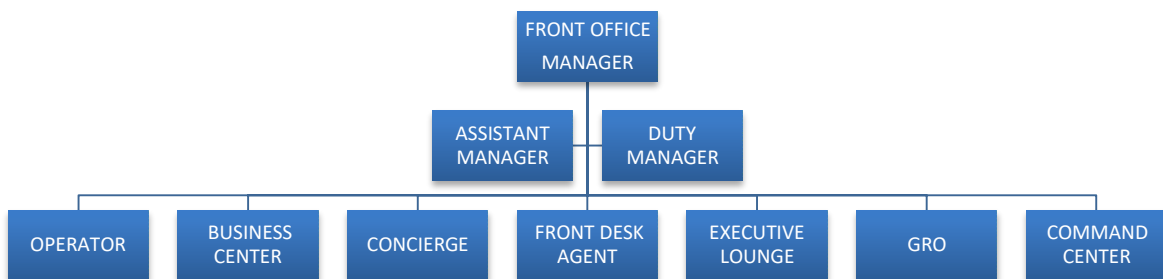 FRONT OFFICE
MANAGER
ASSISTANT
MANAGER
DUTY
MANAGER
OPERATOR
BUSINESS
CENTER
CONCIERGE
FRONT DESK
AGENT
EXECUTIVE
LOUNGE
GRO
COMMAND
CENTER